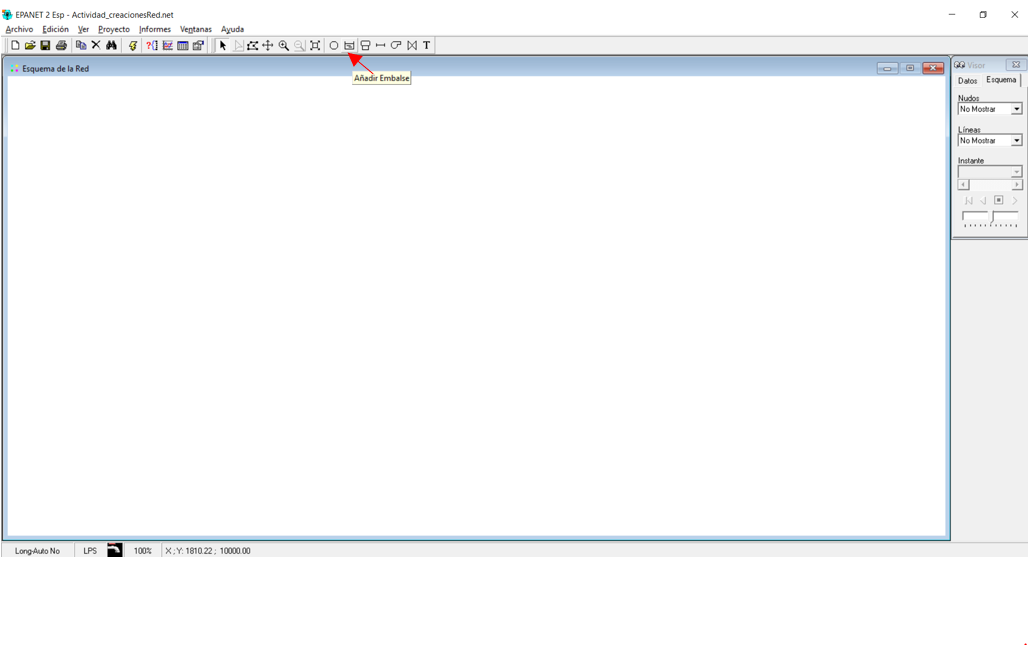 EPANET 2 Esp - Actividad_creacionesRed.net
Archivo Edición Ver Proyecto Informes Ventanas Ayuda
T
Añadir Embalse
Esquema de la Red
Visor
Datos Esquema
Nudos
No Mostrar
Líneas
No Mostrar
Instante
Long-Auto No LPS 100% X ; Y: 1810.22 ; 10000.00